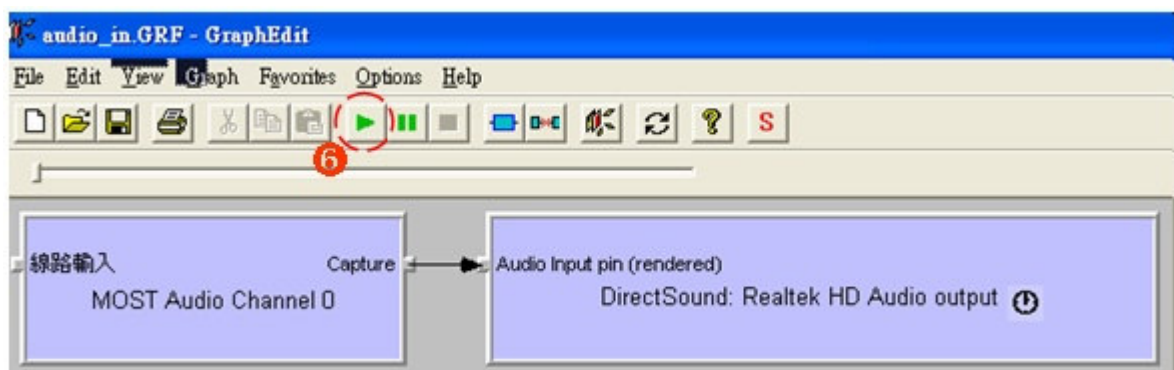 audio_in.GRF - GraphEdit
File Edit View Graph Favorites Options Help
S
6
線路輸入 Capture
MOST Audio Channel 0
Audio Input pin (rendered)
DirectSound: Realtek HD Audio output